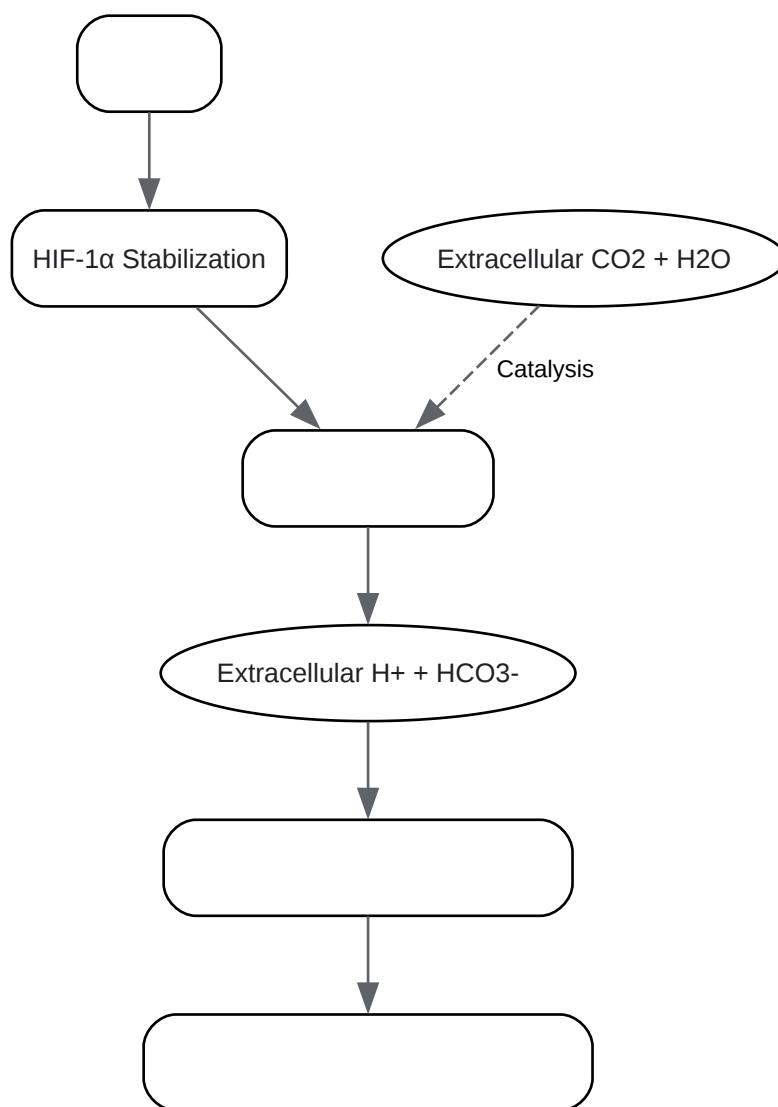 HIF-1α Stabilization
Extracellular CO2 + H2O
Catalysis
Extracellular H+ + HCO3-